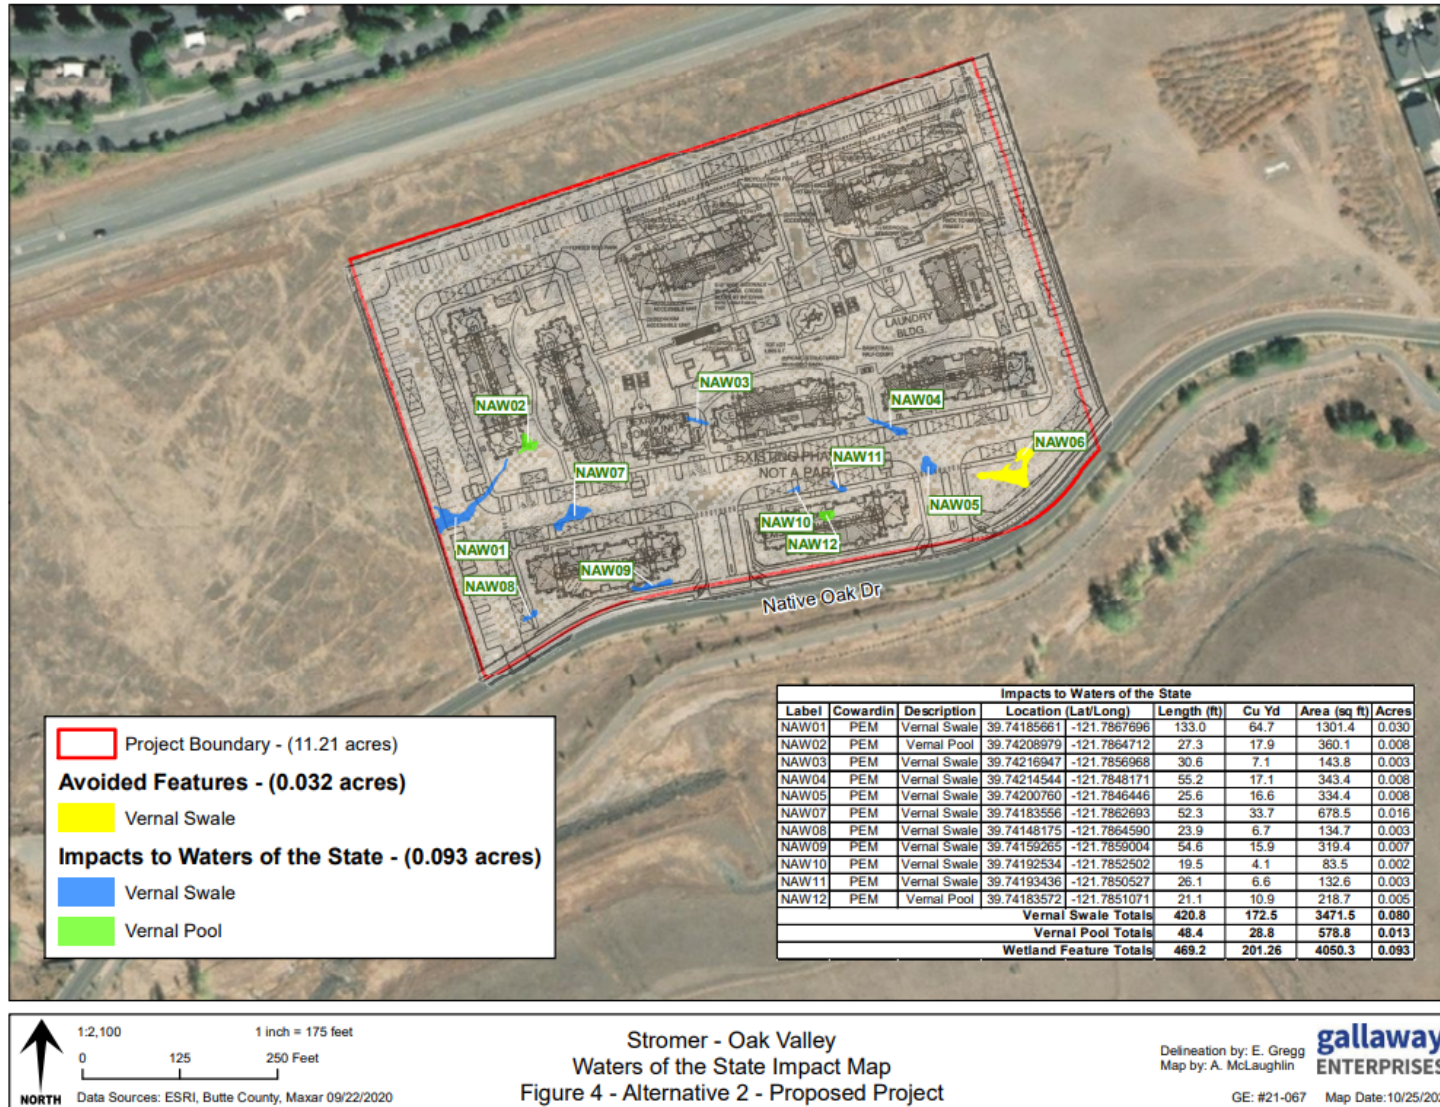 LAUNDRY
BLDG.
NAW03
NAW02
NAW04
NAW06
EXISTING PHA
NOT A PAR
NAW11
NAW07
NAW05
NAW10
NAW12
NAW01
NAW09
NAW08
Native Oak Dr
Project Boundary - (11.21 acres)
Avoided Features - (0.032 acres)
Vernal Swale
Impacts to Waters of the State - (0.093 acres)
Vernal Swale
Vernal Pool
Impacts to Waters of the State
Label Cowardin Description Location (Lat/Long) Length (ft) Cu Yd Area (sq ft) Acres
NAW01 PEM Vernal Swale 39.74185661 -121.7867696 133.0 64.7 1301.4 0.030
NAW02 PEM Vernal Pool 39.74208979 -121.7864712 27.3 17.9 360.1 0.008
NAW03 PEM Vernal Swale 39.74216947 -121.7856968 30.6 7.1 143.8 0.003
NAW04 PEM Vernal Swale 39.74214544 -121.7848171 55.2 17.1 343.4 0.008
NAW05 PEM Vernal Swale 39.74200760 -121.7846446 25.6 16.6 334.4 0.008
NAW07 PEM Vernal Swale 39.74183556 -121.7862693 52.3 33.7 678.5 0.016
NAW08 PEM Vernal Swale 39.74148175 -121.7864590 23.9 6.7 134.7 0.003
NAW09 PEM Vernal Swale 39.74159265 -121.7859004 54.6 15.9 319.4 0.007
NAW10 PEM Vernal Swale 39.74192534 -121.7852502 19.5 4.1 83.5 0.002
NAW11 PEM Vernal Swale 39.74193436 -121.7850527 26.1 6.6 132.6 0.003
NAW12 PEM Vernal Pool 39.74183572 -121.7851071 21.1 10.9 218.7 0.005
Vernal Swale Totals 420.8 172.5 3471.5 0.080
Vernal Pool Totals 48.4 28.8 578.8 0.013
Wetland Feature Totals 469.2 201.26 4050.3 0.093
NORTH
1:2,100 1 inch = 175 feet
0 125 250 Feet
Data Sources: ESRI, Butte County, Maxar 09/22/2020
Stromer - Oak Valley
Waters of the State Impact Map
Figure 4 - Alternative 2 - Proposed Project
Delineation by: E. Gregg
Map by: A. McLaughlin
gallaway
ENTERPRISES
GE: #21-067 Map Date:10/25/202